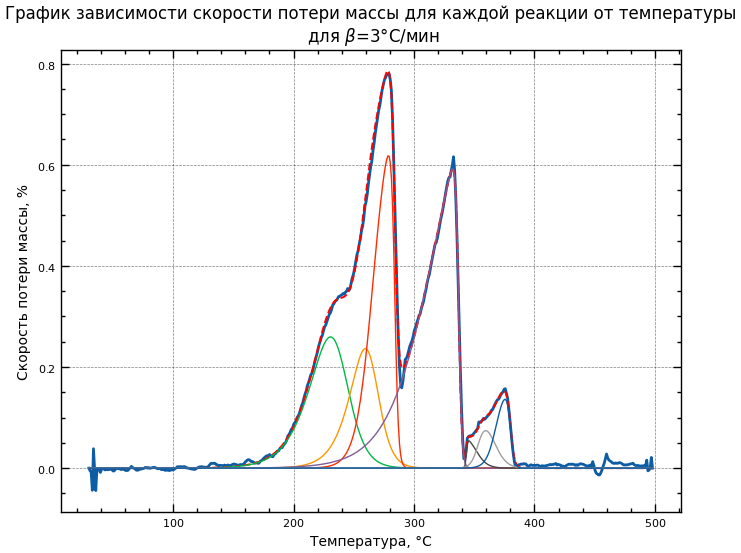 График зависимости скорости потери массы для каждой реакции от температуры
для β=3°C/мин
Скорость потери массы, %
0.8
0.6
0.4
0.2
0.0
100 200 300 400 500
Температура, °C